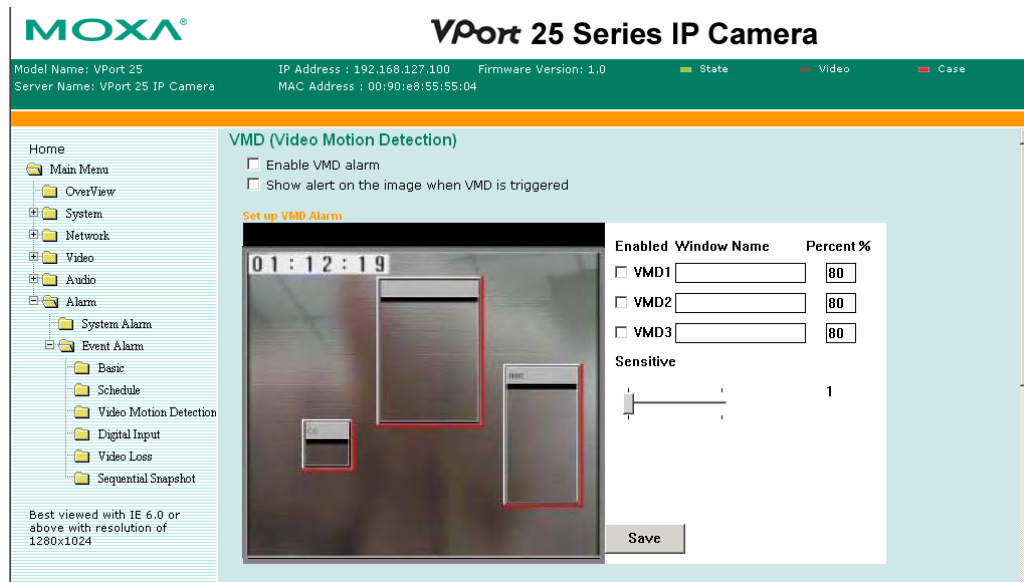 MOXA®
VPort 25 Series IP Camera
Model Name: VPort 25
IP Address : 192.168.127.100
Firmware Version: 1.0
State
Video
Case
Server Name: VPort 25 IP Camera
MAC Address : 00:90:e8:55:55:04
Home
Main Menu
OverView
System
Network
Video
Audio
Alarm
System Alarm
Event Alarm
Basic
Schedule
Video Motion Detection
Digital Input
Video Loss
Sequential Snapshot
Best viewed with IE 6.0 or
above with resolution of
1280x1024
VMD (Video Motion Detection)
Enable VMD alarm
Show alert on the image when VMD is triggered
Set up VMD Alarm
01:12:19
Enabled Window Name Percent %
VMD1 80
VMD2 80
VMD3 80
Sensitive
1
Save